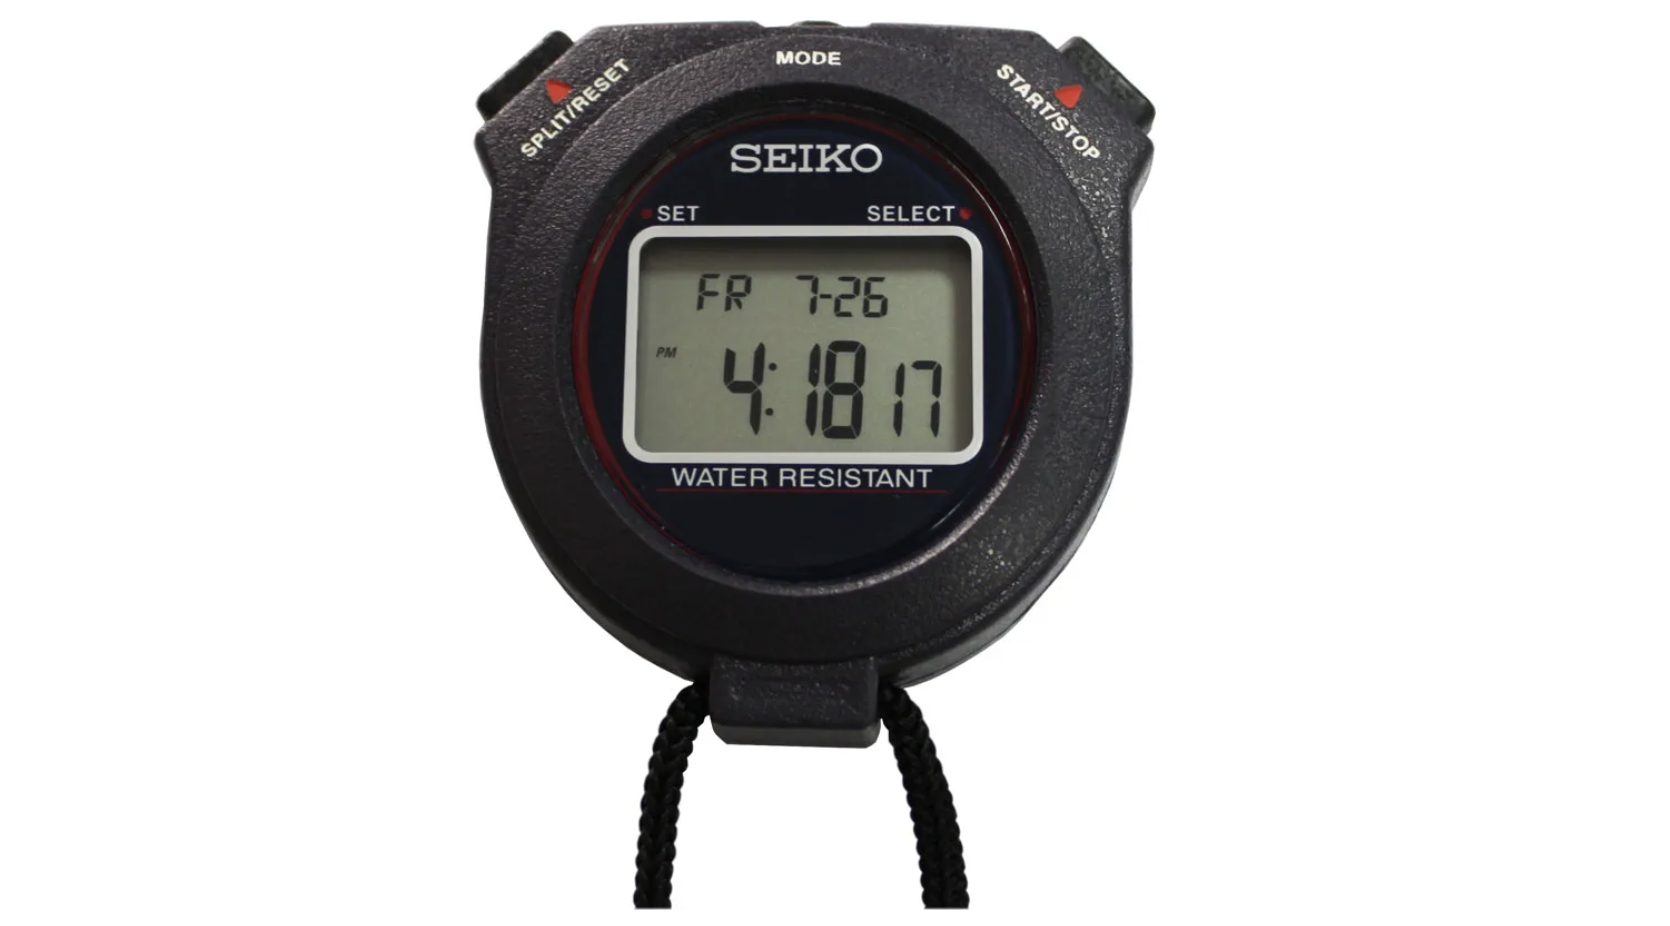 MODE
SPLIT/RESET
START/STOP
SEIKO
SET SELECT
FR 7-26
PM 4:18 17
WATER RESISTANT